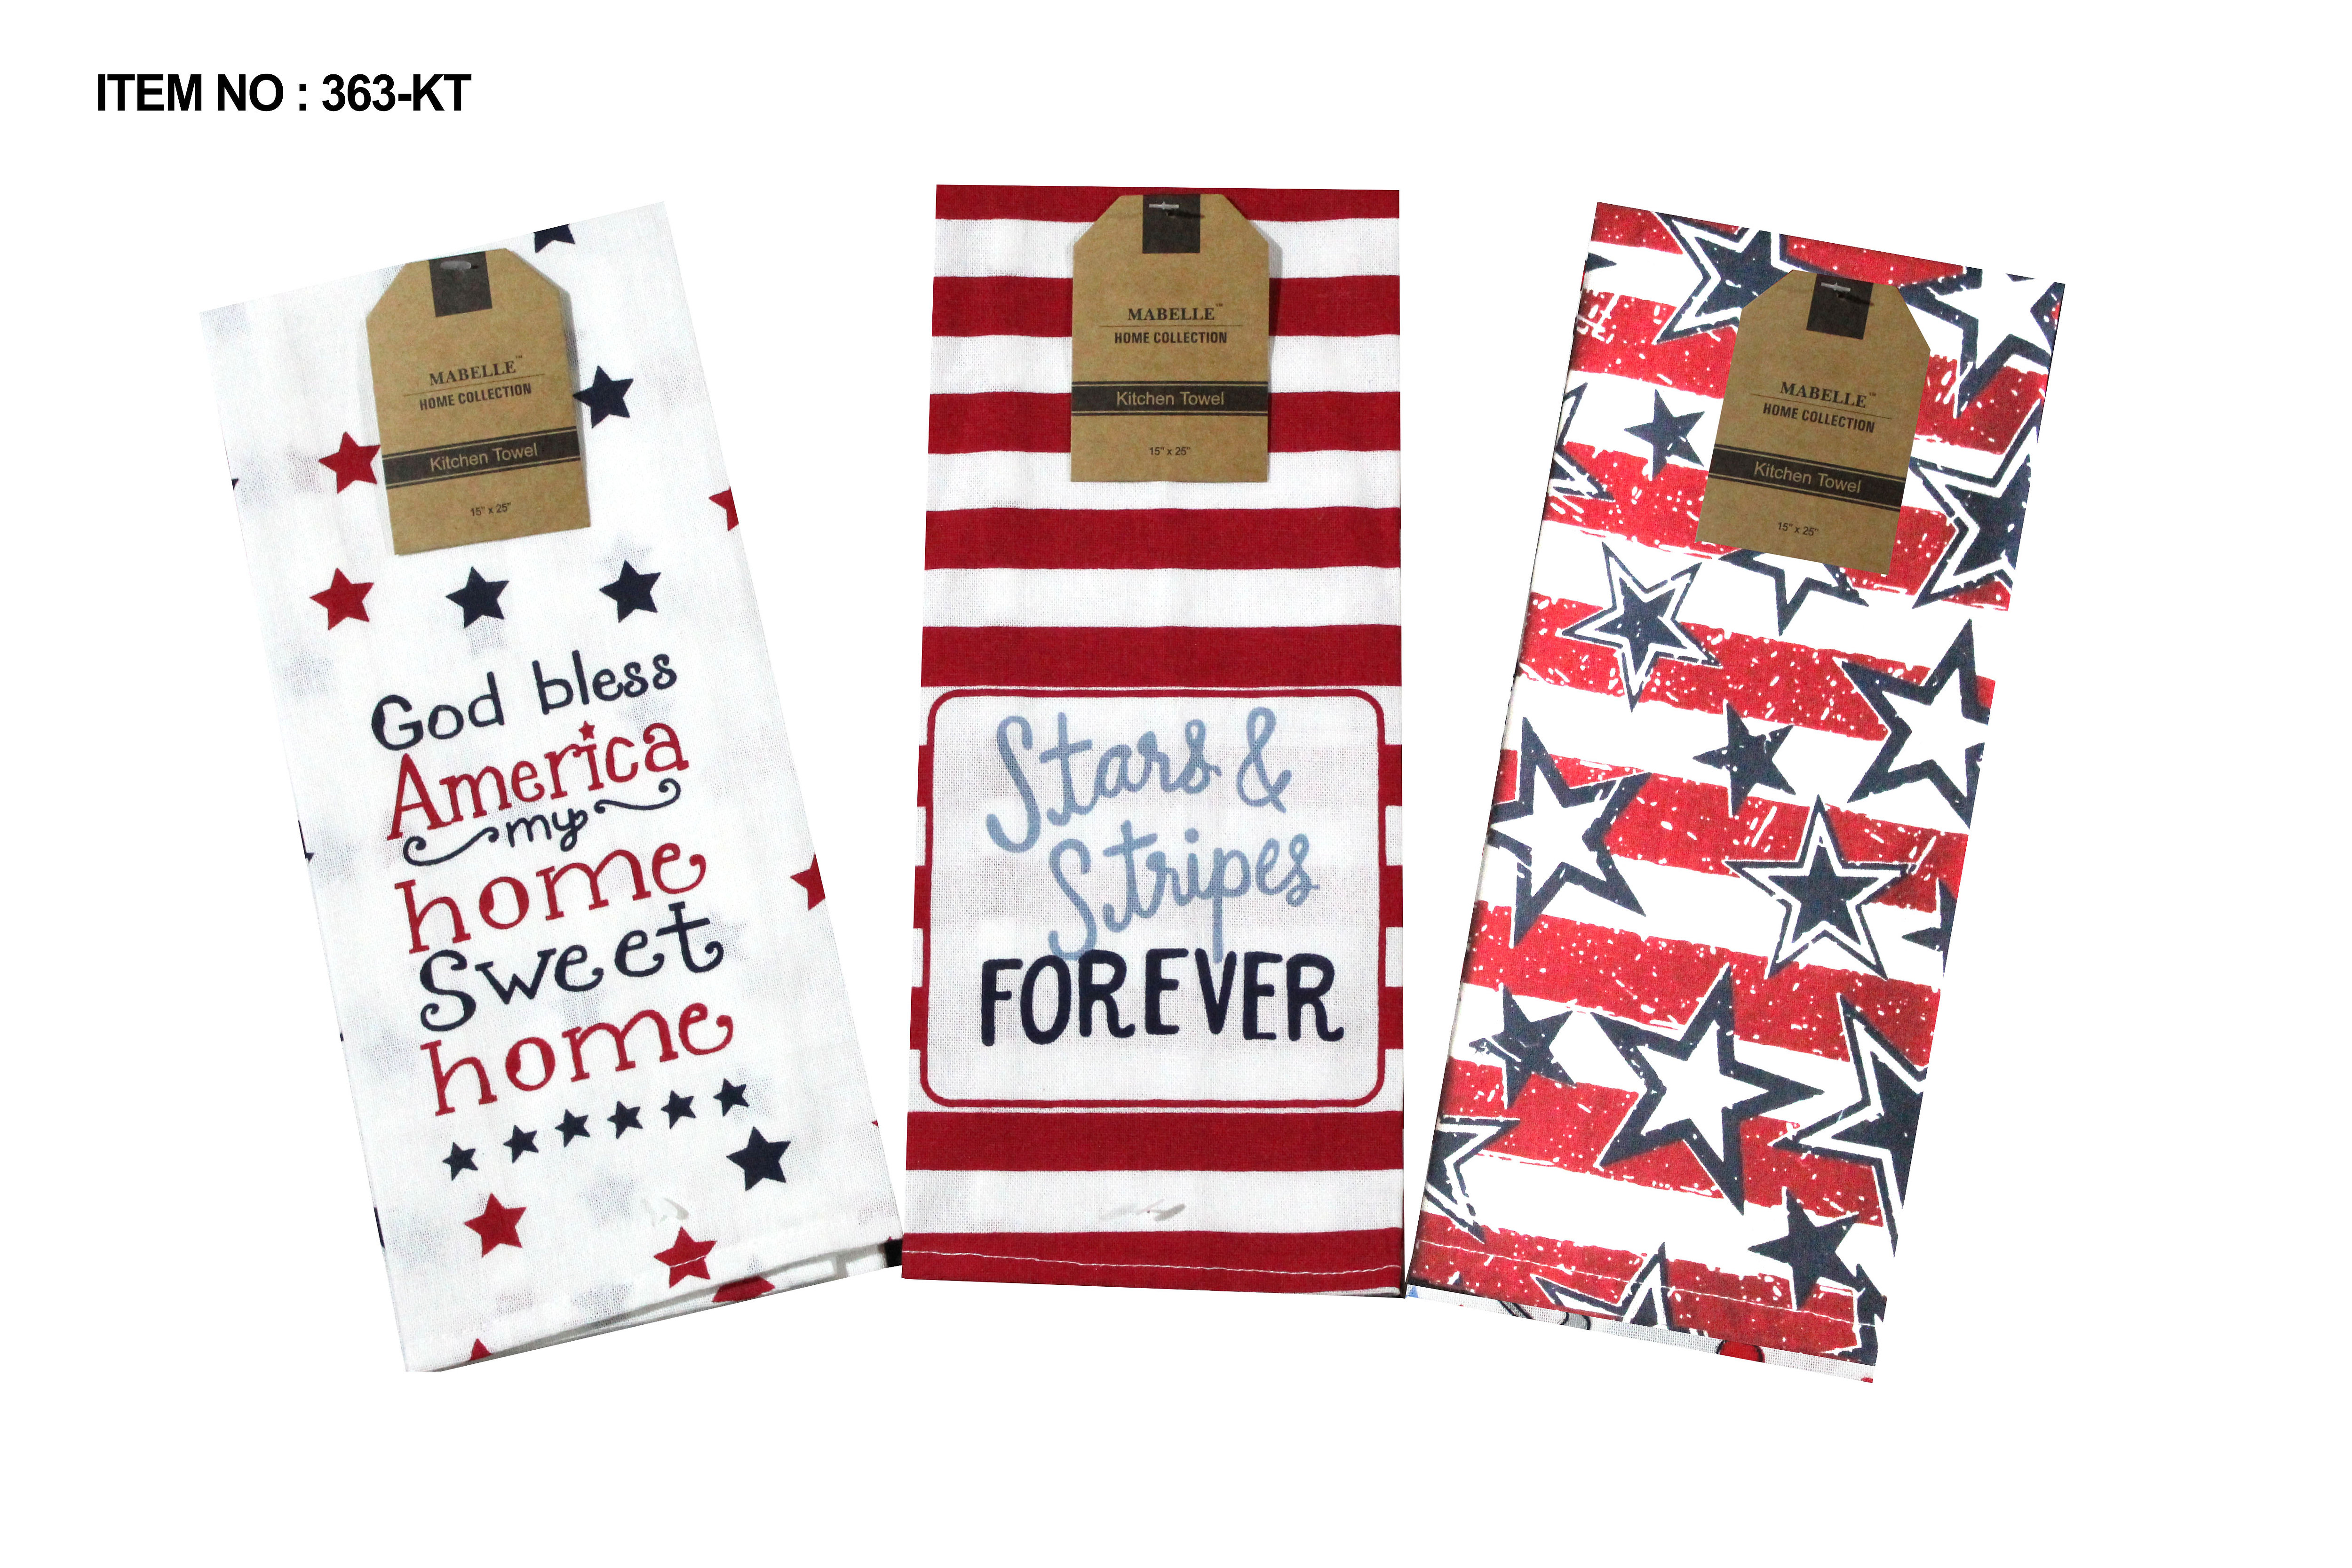 ITEM NO : 363-KT
MABELLE™
HOME COLLECTION
Kitchen Towel
15" x 25"
God bless
America
my
home
sweet
home
MABELLE™
HOME COLLECTION
Kitchen Towel
15" x 25"
Stars &
Stripes
FOREVER
MABELLE™
HOME COLLECTION
Kitchen Towel
15" x 25"